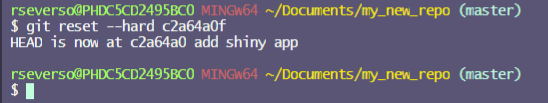 rseverso@PHDC5CD2495BC0 MINGW64 ~/Documents/my_new_repo (master)
$ git reset --hard c2a64a0f
HEAD is now at c2a64a0 add shiny app
rseverso@PHDC5CD2495BC0 MINGW64 ~/Documents/my_new_repo (master)
$